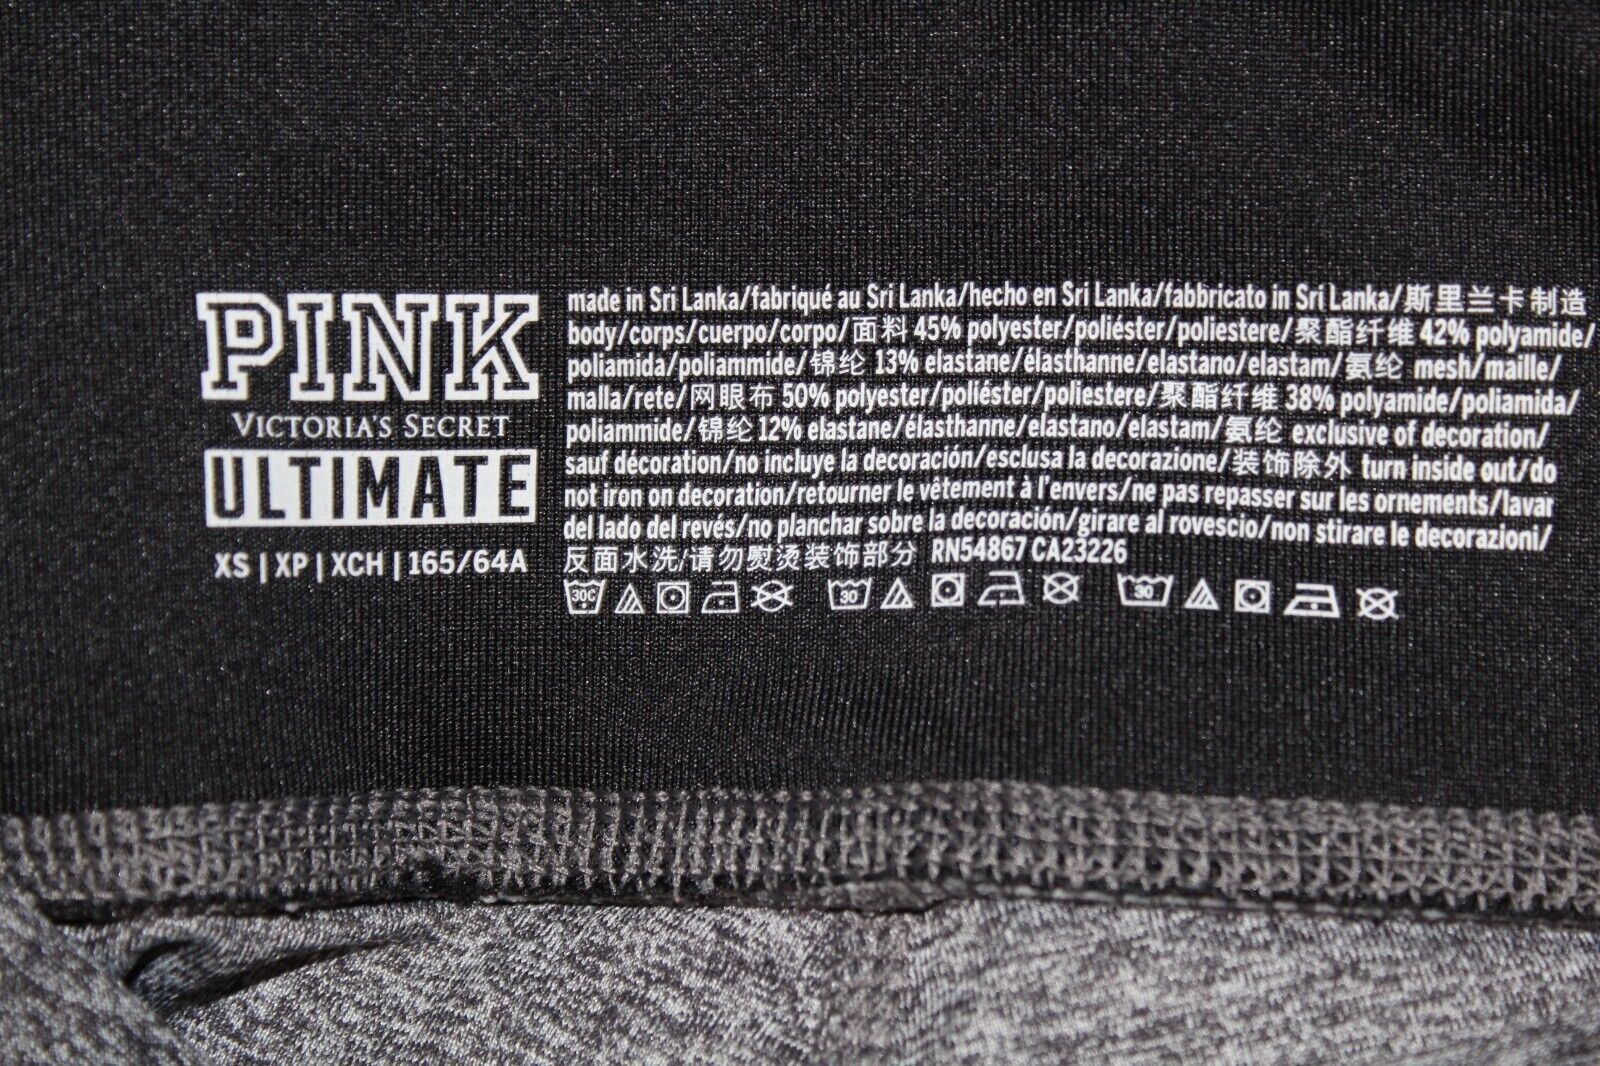 PINK
VICTORIA'S SECRET
ULTIMATE
XS | XP | XCH | 165/64A
made in Sri Lanka/fabriqué au Sri Lanka/hecho en Sri Lanka/fabbricato in Sri Lanka/斯里兰卡制造
body/corps/cuerpo/corpo/面料 45% polyester/poliéster/poliestere/聚酯纤维 42% polyamide/
poliamida/poliammide/锦纶 13% elastane/élasthanne/elastano/elastam/氨纶 mesh/maille/
malla/rete/网眼布 50% polyester/poliéster/poliestere/聚酯纤维 38% polyamide/poliamida/
poliammide/锦纶 12% elastane/élasthanne/elastano/elastam/氨纶 exclusive of decoration/
sauf décoration/no incluye la decoración/esclusa la decorazione/装饰除外 turn inside out/do
not iron on decoration/retourner le vêtement à l'envers/ne pas repasser sur les ornements/lavar
del lado del revés/no planchar sobre la decoración/girare al rovescio/non stirare le decorazioni/
反面水洗/请勿熨烫装饰部分 RN54867 CA23226
30C 30 30